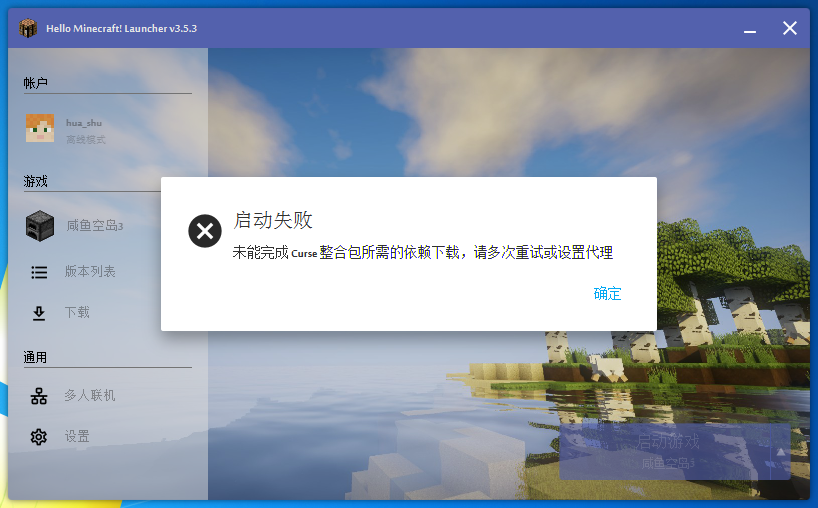 Hello Minecraft! Launcher v3.5.3
帐户
hua_shu
离线模式
游戏
咸鱼空岛3
版本列表
下载
通用
多人联机
设置
启动失败
未能完成 Curse 整合包所需的依赖下载，请多次重试或设置代理
确定
启动游戏
咸鱼空岛3